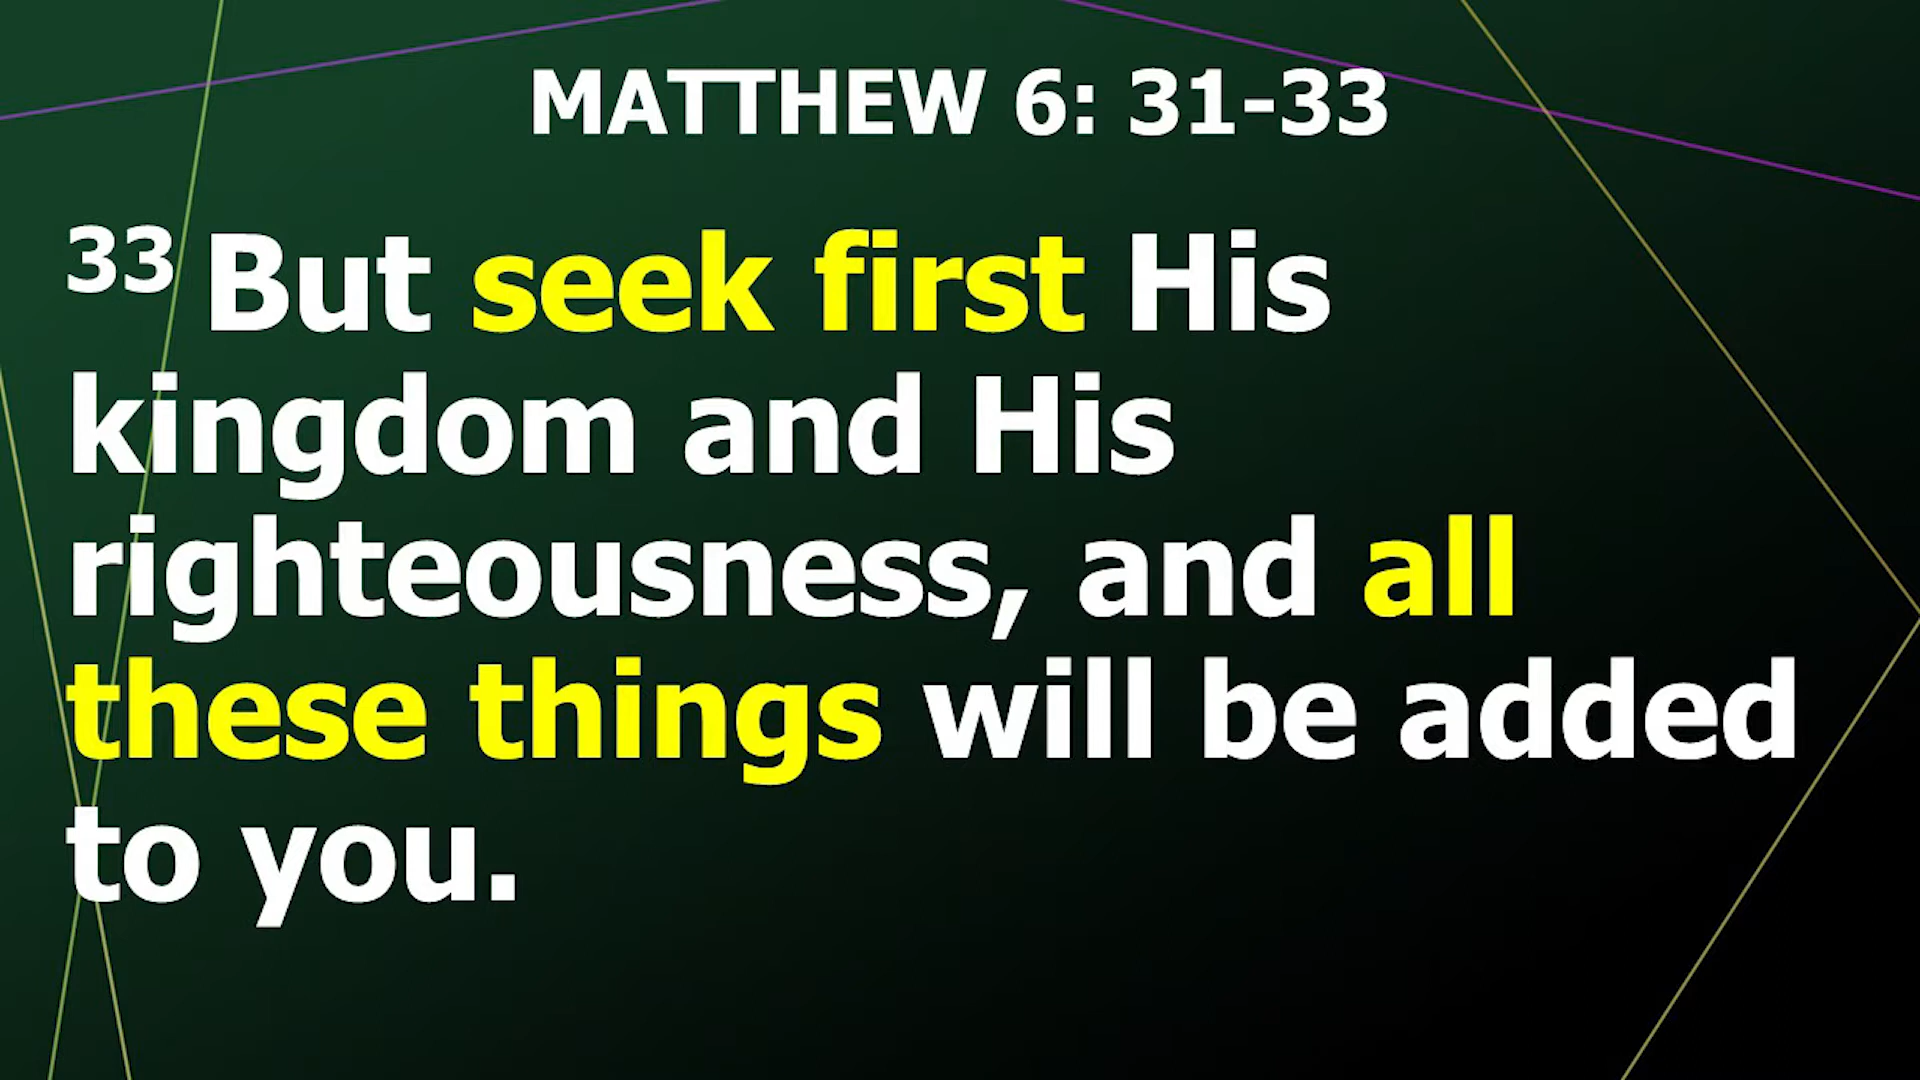 MATTHEW 6: 31-33
33 But seek first His
kingdom and His
righteousness, and all
these things will be added
to you.